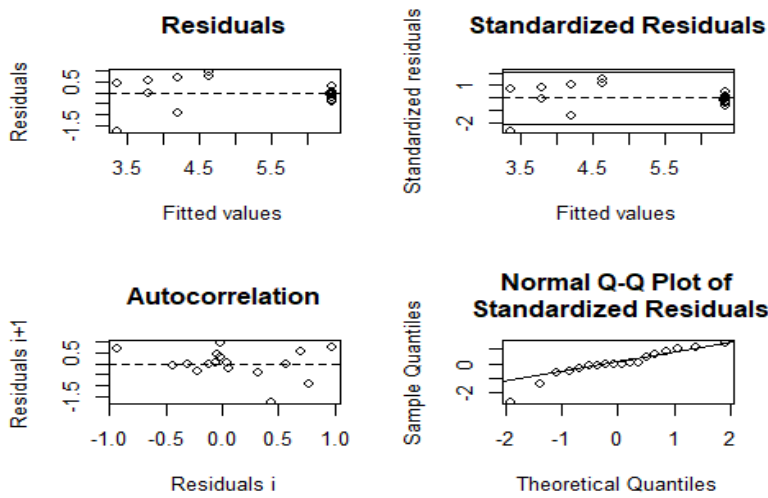 Residuals
Residuals
0.5
-1.5
3.5 4.5 5.5
Fitted values
Standardized Residuals
Standardized residuals
1
-2
3.5 4.5 5.5
Fitted values
Autocorrelation
Residuals i+1
0.5
-1.5
-1.0 -0.5 0.0 0.5 1.0
Residuals i
Normal Q-Q Plot of
Standardized Residuals
Sample Quantiles
0
-2
-2 -1 0 1 2
Theoretical Quantiles